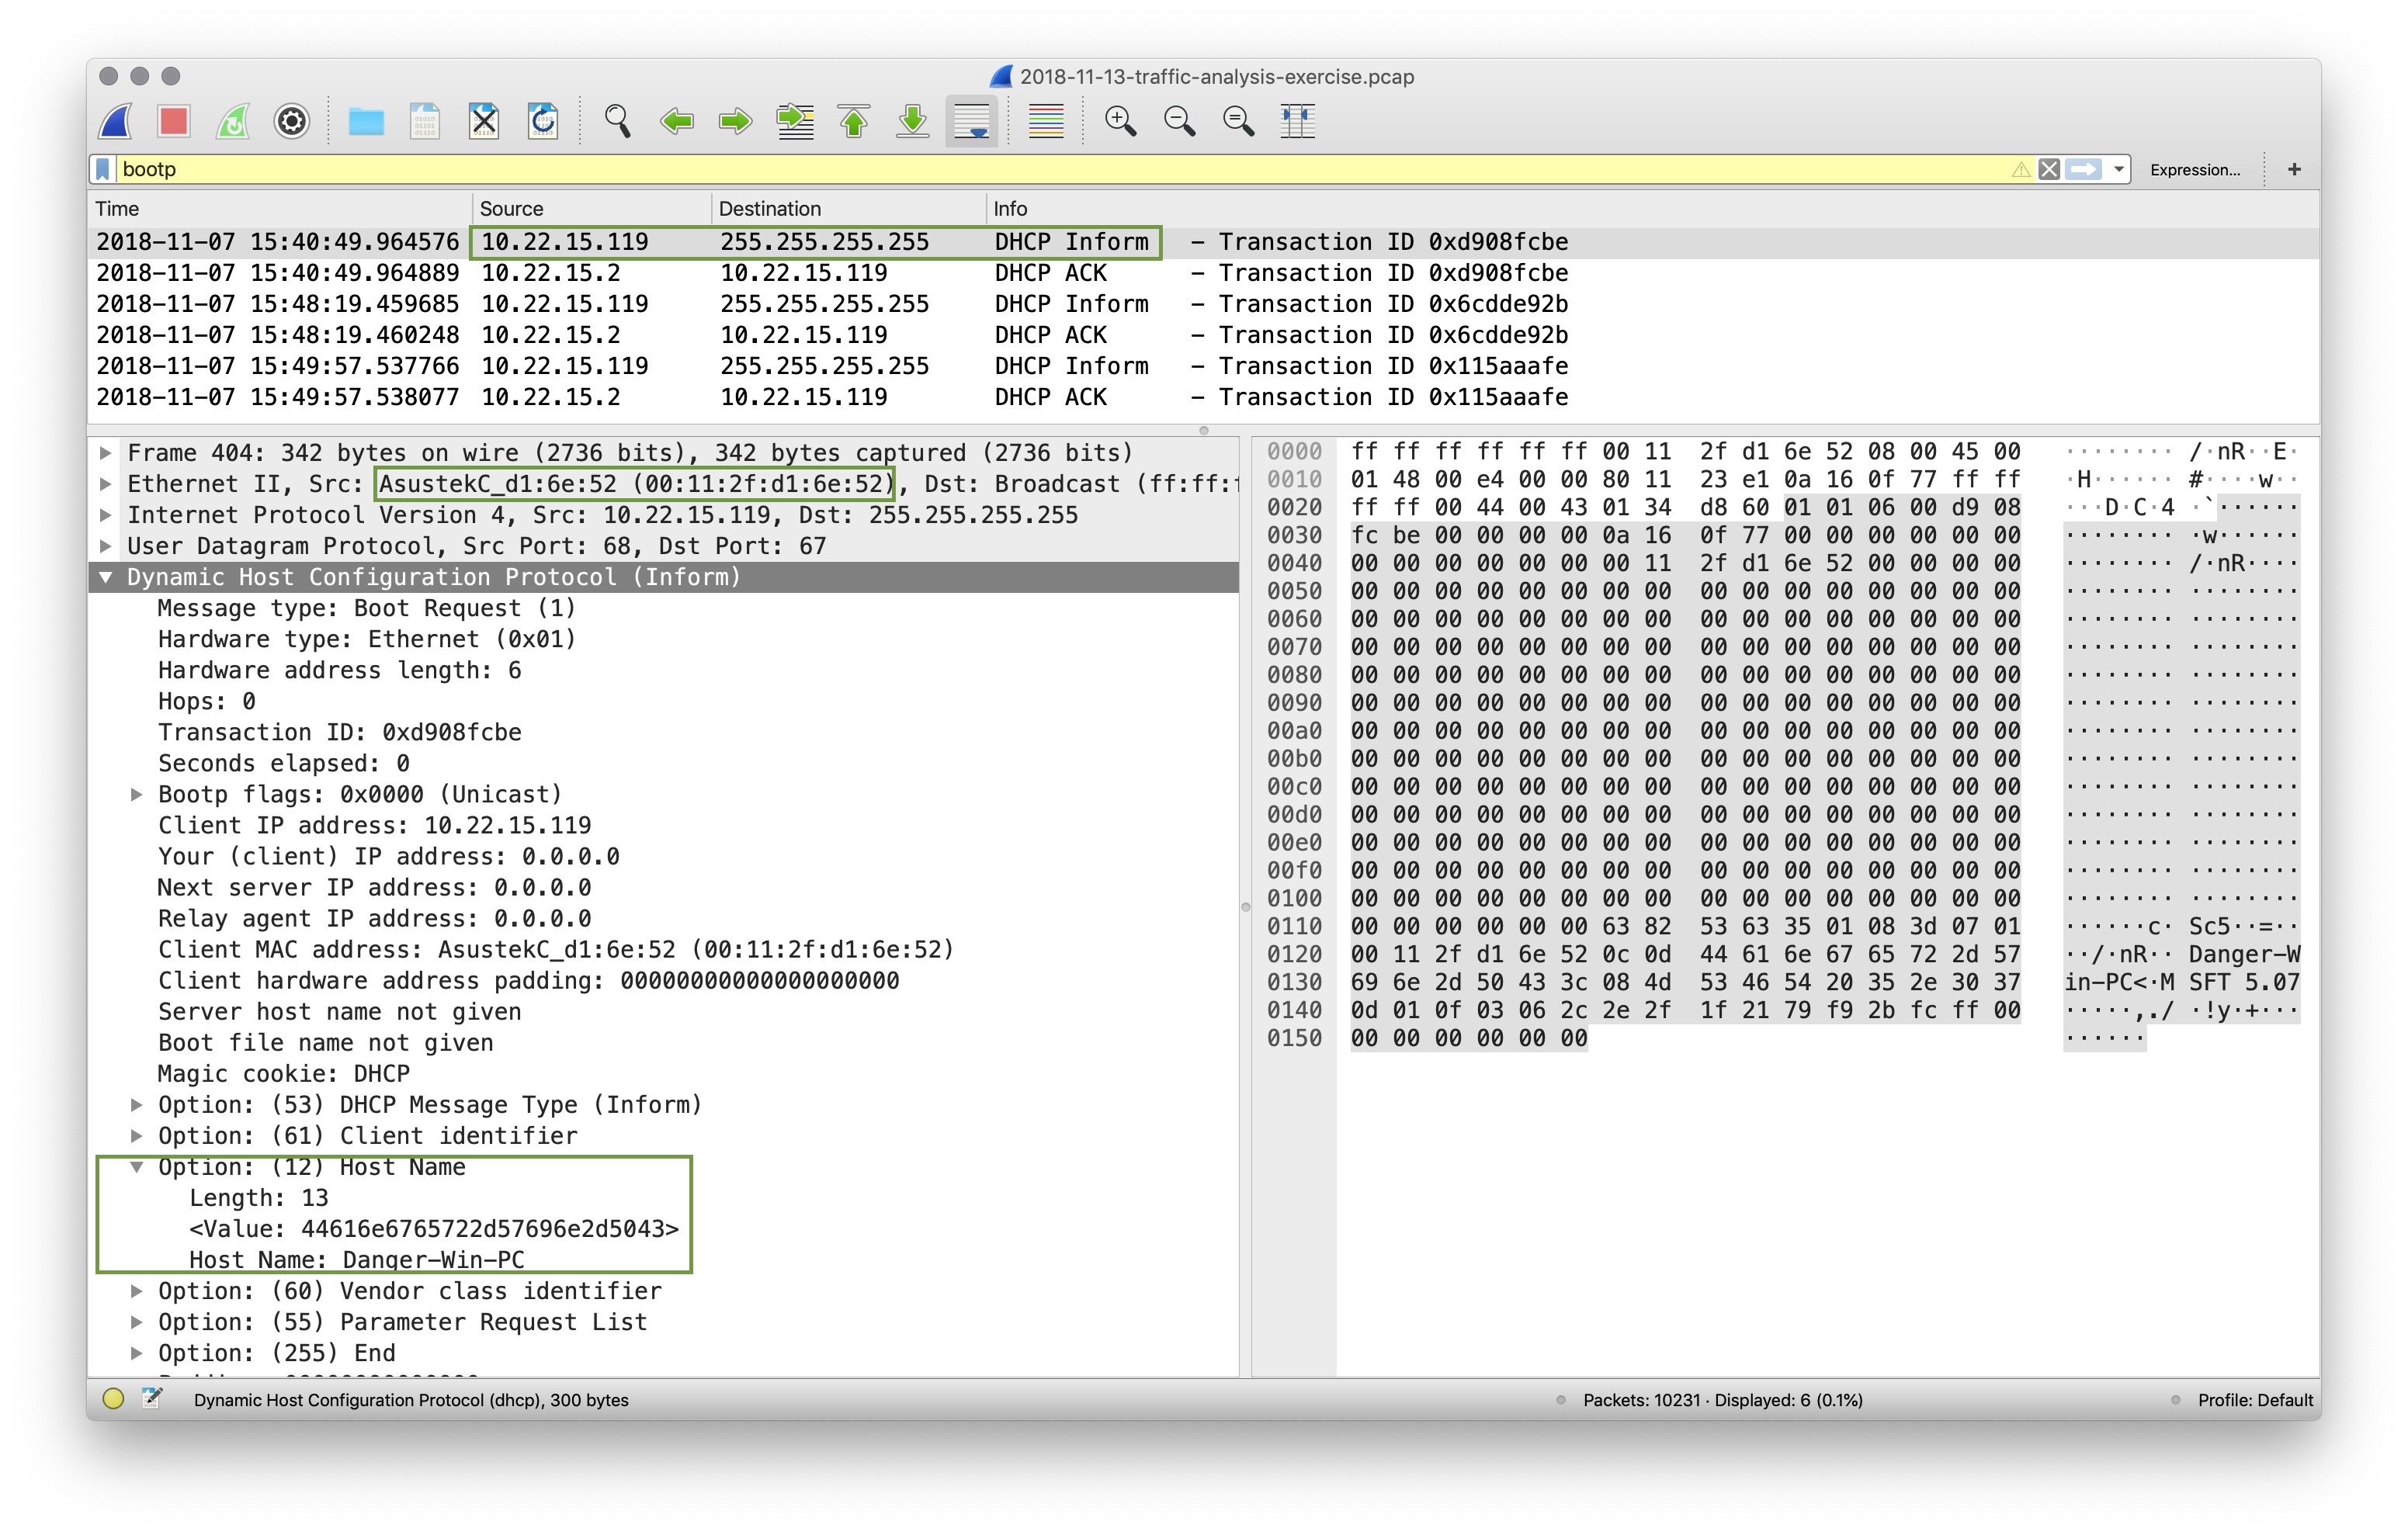 2018-11-13-traffic-analysis-exercise.pcap
bootp
Expression...
+
Time Source Destination Info
2018-11-07 15:40:49.964576 10.22.15.119 255.255.255.255 DHCP Inform - Transaction ID 0xd908fcbe
2018-11-07 15:40:49.964889 10.22.15.2 10.22.15.119 DHCP ACK - Transaction ID 0xd908fcbe
2018-11-07 15:48:19.459685 10.22.15.119 255.255.255.255 DHCP Inform - Transaction ID 0x6cdde92b
2018-11-07 15:48:19.460248 10.22.15.2 10.22.15.119 DHCP ACK - Transaction ID 0x6cdde92b
2018-11-07 15:49:57.537766 10.22.15.119 255.255.255.255 DHCP Inform - Transaction ID 0x115aaafe
2018-11-07 15:49:57.538077 10.22.15.2 10.22.15.119 DHCP ACK - Transaction ID 0x115aaafe
Frame 404: 342 bytes on wire (2736 bits), 342 bytes captured (2736 bits)
Ethernet II, Src: AsustekC_d1:6e:52 (00:11:2f:d1:6e:52), Dst: Broadcast (ff:ff:
Internet Protocol Version 4, Src: 10.22.15.119, Dst: 255.255.255.255
User Datagram Protocol, Src Port: 68, Dst Port: 67
Dynamic Host Configuration Protocol (Inform)
Message type: Boot Request (1)
Hardware type: Ethernet (0x01)
Hardware address length: 6
Hops: 0
Transaction ID: 0xd908fcbe
Seconds elapsed: 0
Bootp flags: 0x0000 (Unicast)
Client IP address: 10.22.15.119
Your (client) IP address: 0.0.0.0
Next server IP address: 0.0.0.0
Relay agent IP address: 0.0.0.0
Client MAC address: AsustekC_d1:6e:52 (00:11:2f:d1:6e:52)
Client hardware address padding: 00000000000000000000
Server host name not given
Boot file name not given
Magic cookie: DHCP
Option: (53) DHCP Message Type (Inform)
Option: (61) Client identifier
Option: (12) Host Name
Length: 13
<Value: 44616e6765722d57696e2d5043>
Host Name: Danger-Win-PC
Option: (60) Vendor class identifier
Option: (55) Parameter Request List
Option: (255) End
0000 ff ff ff ff ff ff 00 11 2f d1 6e 52 08 00 45 00 ········ /·nR··E·
0010 01 48 00 e4 00 00 80 11 23 e1 0a 16 0f 77 ff ff ·H······ #····w··
0020 ff ff 00 44 00 43 01 34 d8 60 01 01 06 00 d9 08 ···D·C·4 ·`······
0030 fc be 00 00 00 00 0a 16 0f 77 00 00 00 00 00 00 ········ ·w······
0040 00 00 00 00 00 00 00 11 2f d1 6e 52 00 00 00 00 ········ /·nR····
0050 00 00 00 00 00 00 00 00 00 00 00 00 00 00 00 00 ········ ········
0060 00 00 00 00 00 00 00 00 00 00 00 00 00 00 00 00 ········ ········
0070 00 00 00 00 00 00 00 00 00 00 00 00 00 00 00 00 ········ ········
0080 00 00 00 00 00 00 00 00 00 00 00 00 00 00 00 00 ········ ········
0090 00 00 00 00 00 00 00 00 00 00 00 00 00 00 00 00 ········ ········
00a0 00 00 00 00 00 00 00 00 00 00 00 00 00 00 00 00 ········ ········
00b0 00 00 00 00 00 00 00 00 00 00 00 00 00 00 00 00 ········ ········
00c0 00 00 00 00 00 00 00 00 00 00 00 00 00 00 00 00 ········ ········
00d0 00 00 00 00 00 00 00 00 00 00 00 00 00 00 00 00 ········ ········
00e0 00 00 00 00 00 00 00 00 00 00 00 00 00 00 00 00 ········ ········
00f0 00 00 00 00 00 00 00 00 00 00 00 00 00 00 00 00 ········ ········
0100 00 00 00 00 00 00 00 00 00 00 00 00 00 00 00 00 ········ ········
0110 00 00 00 00 00 00 63 82 53 63 35 01 08 3d 07 01 ······c· Sc5··=··
0120 00 11 2f d1 6e 52 0c 0d 44 61 6e 67 65 72 2d 57 ··/·nR·· Danger-W
0130 69 6e 2d 50 43 3c 08 4d 53 46 54 20 35 2e 30 37 in-PC<·M SFT 5.07
0140 0d 01 0f 03 06 2c 2e 2f 1f 21 79 f9 2b fc ff 00 ·····,./ ·!y·+···
0150 00 00 00 00 00 00 ······
Dynamic Host Configuration Protocol (dhcp), 300 bytes
Packets: 10231 · Displayed: 6 (0.1%)
Profile: Default